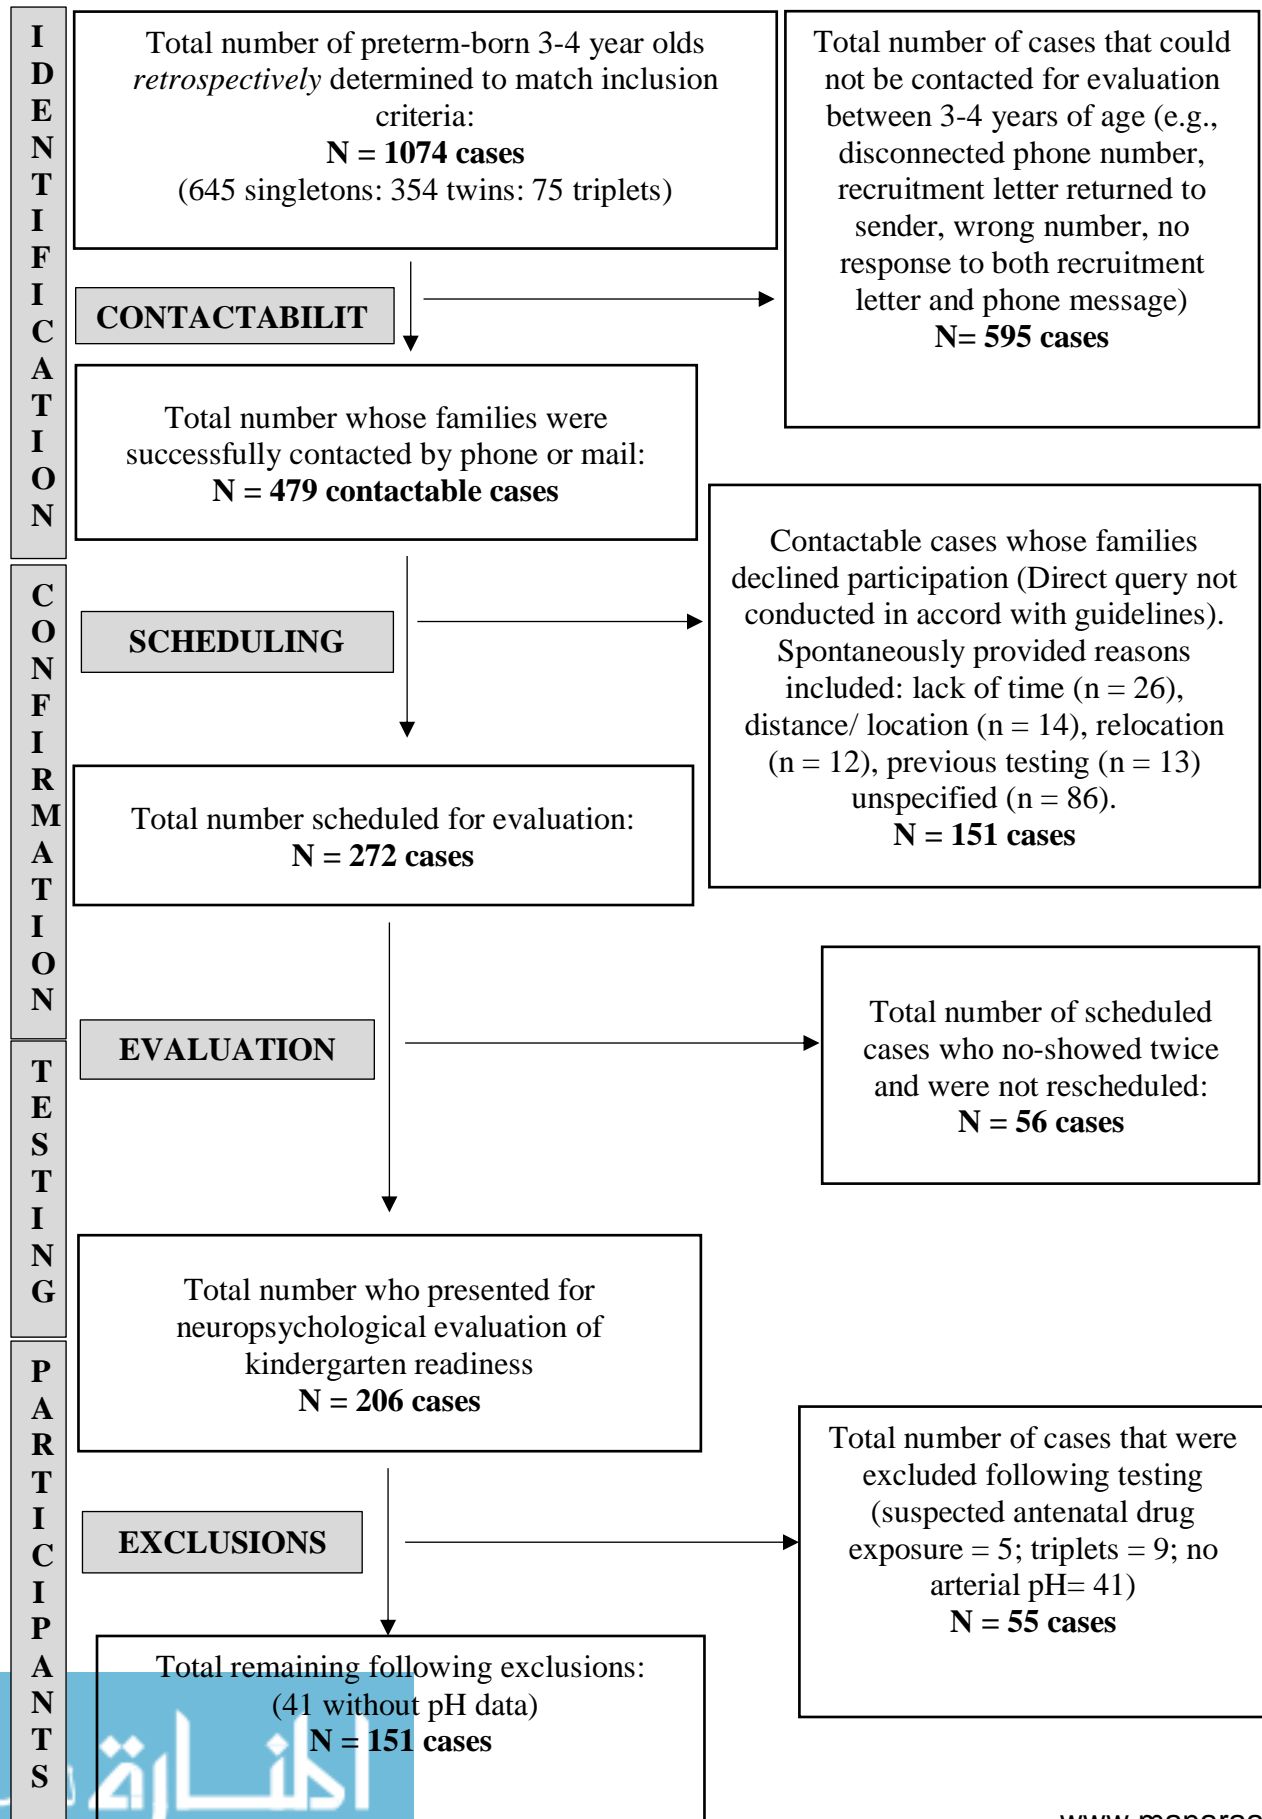 IDENTIFICATION
Total number of preterm-born 3-4 year olds
retrospectively determined to match inclusion
criteria:
N = 1074 cases
(645 singletons: 354 twins: 75 triplets)
Total number of cases that could
not be contacted for evaluation
between 3-4 years of age (e.g.,
disconnected phone number,
recruitment letter returned to
sender, wrong number, no
response to both recruitment
letter and phone message)
N= 595 cases
CONTACTABILIT
Total number whose families were
successfully contacted by phone or mail:
N = 479 contactable cases
CONFIRMATION
SCHEDULING
Contactable cases whose families
declined participation (Direct query not
conducted in accord with guidelines).
Spontaneously provided reasons
included: lack of time (n = 26),
distance/ location (n = 14), relocation
(n = 12), previous testing (n = 13)
unspecified (n = 86).
N = 151 cases
Total number scheduled for evaluation:
N = 272 cases
TESTING
EVALUATION
Total number of scheduled
cases who no-showed twice
and were not rescheduled:
N = 56 cases
Total number who presented for
neuropsychological evaluation of
kindergarten readiness
N = 206 cases
PARTICIPANTS
EXCLUSIONS
Total number of cases that were
excluded following testing
(suspected antenatal drug
exposure = 5; triplets = 9; no
arterial pH= 41)
N = 55 cases
Total remaining following exclusions:
(41 without pH data)
N = 151 cases
المنارة